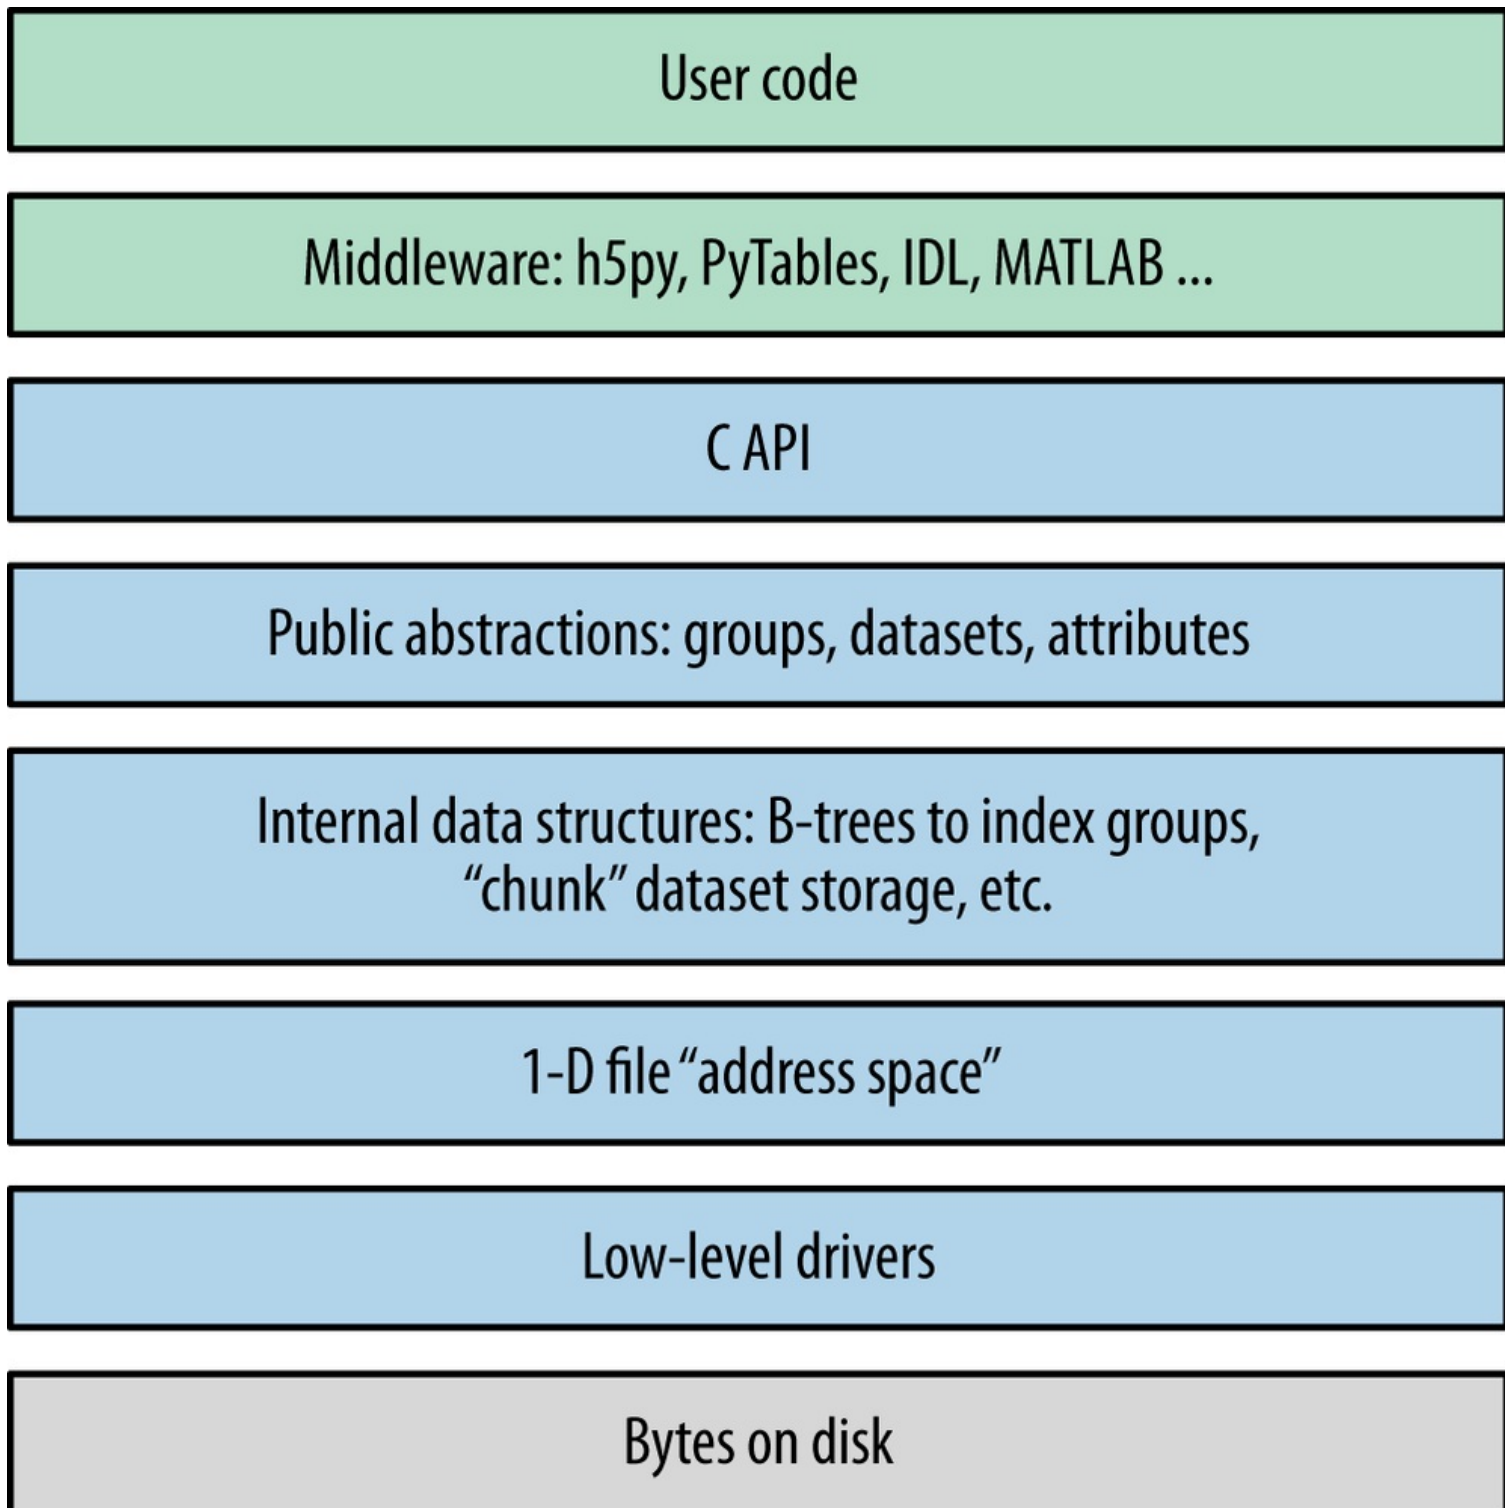 User code
Middleware: h5py, PyTables, IDL, MATLAB ...
C API
Public abstractions: groups, datasets, attributes
Internal data structures: B-trees to index groups,
“chunk” dataset storage, etc.
1-D file “address space”
Low-level drivers
Bytes on disk